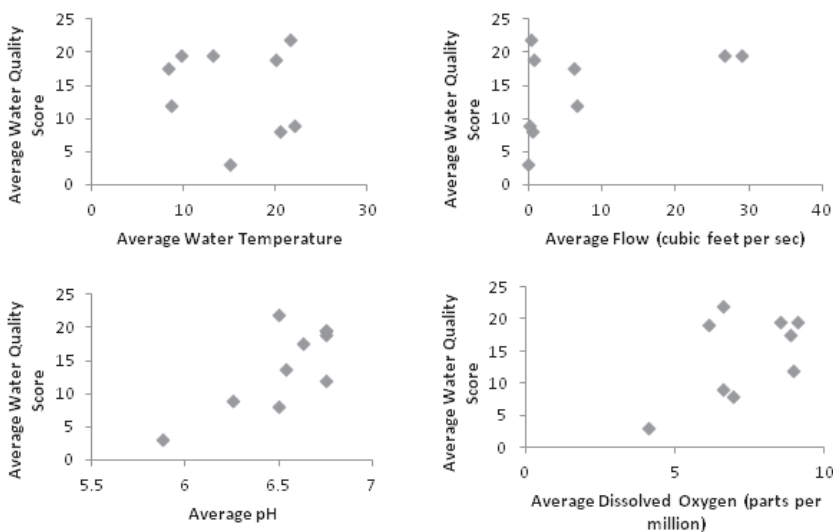 25
20
15
10
5
0
Average Water Quality
Score
0 10 20 30
Average Water Temperature
25
20
15
10
5
0
Average Water Quality
Score
0 10 20 30 40
Average Flow (cubic feet per sec)
25
20
15
10
5
0
Average Water Quality
Score
5.5 6 6.5 7
Average pH
25
20
15
10
5
0
Average Water Quality
Score
0 5 10
Average Dissolved Oxygen (parts per
million)